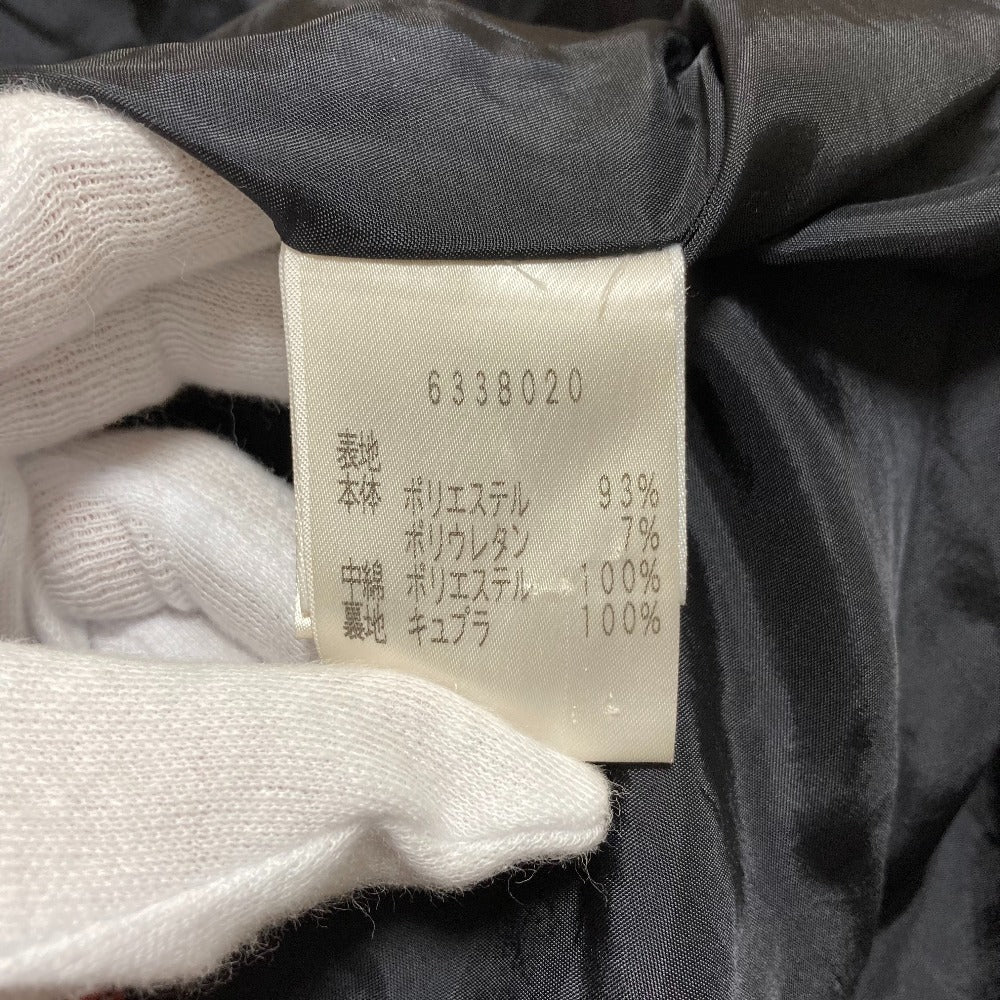 6338020
表地
本体 ポリエステル 93%
ポリウレタン 7%
中綿 ポリエステル 100%
裏地 キュプラ 100%